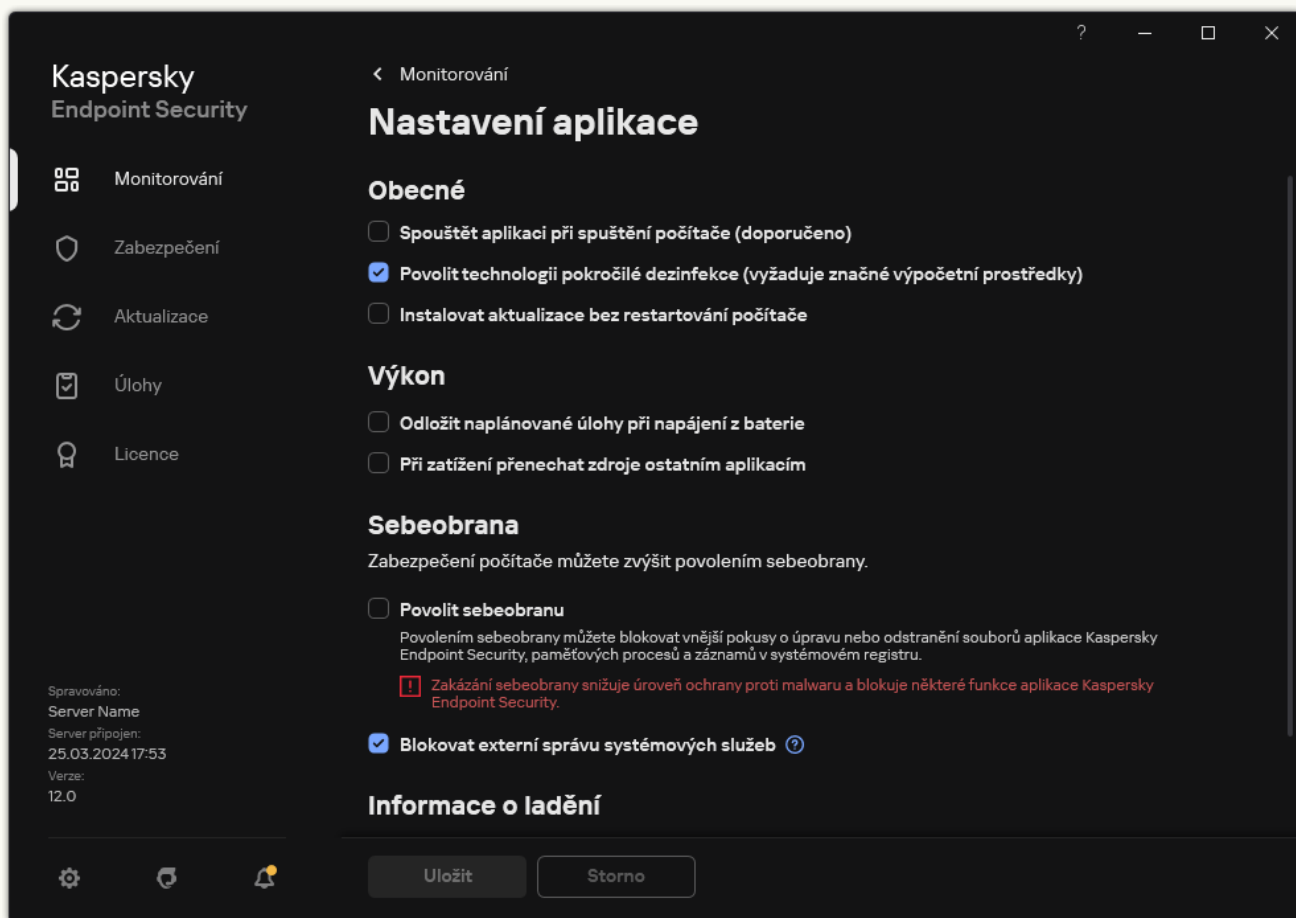 Kaspersky
Endpoint Security
Monitorování
Zabezpečení
Aktualizace
Úlohy
Licence
Spravováno:
Server Name
Server připojen:
25.03.2024 17:53
Verze:
12.0
?
Monitorování
Nastavení aplikace
Obecné
Spouštět aplikaci při spuštění počítače (doporučeno)
Povolit technologii pokročilé dezinfekce (vyžaduje značné výpočetní prostředky)
Instalovat aktualizace bez restartování počítače
Výkon
Odložit naplánované úlohy při napájení z baterie
Při zatížení přenechat zdroje ostatním aplikacím
Sebeobrana
Zabezpečení počítače můžete zvýšit povolením sebeobrany.
Povolit sebeobranu
Povolením sebeobrany můžete blokovat vnější pokusy o úpravu nebo odstranění souborů aplikace Kaspersky
Endpoint Security, paměťových procesů a záznamů v systémovém registru.
! Zakázání sebeobrany snižuje úroveň ochrany proti malwaru a blokuje některé funkce aplikace Kaspersky
Endpoint Security.
Blokovat externí správu systémových služeb ?
Informace o ladění
Uložit
Storno